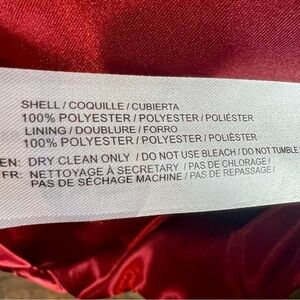 SHELL / COQUILLE / CUBIERTA
100% POLYESTER / POLYESTER / POLIÉSTER
LINING / DOUBLURE / FORRO
100% POLYESTER / POLYESTER / POLIÉSTER
EN: DRY CLEAN ONLY / DO NOT USE BLEACH / DO NOT TUMBLE
FR: NETTOYAGE À SECRETARY / PAS DE CHLORAGE /
PAS DE SÉCHAGE MACHINE / PAS DE REPASSAGE /